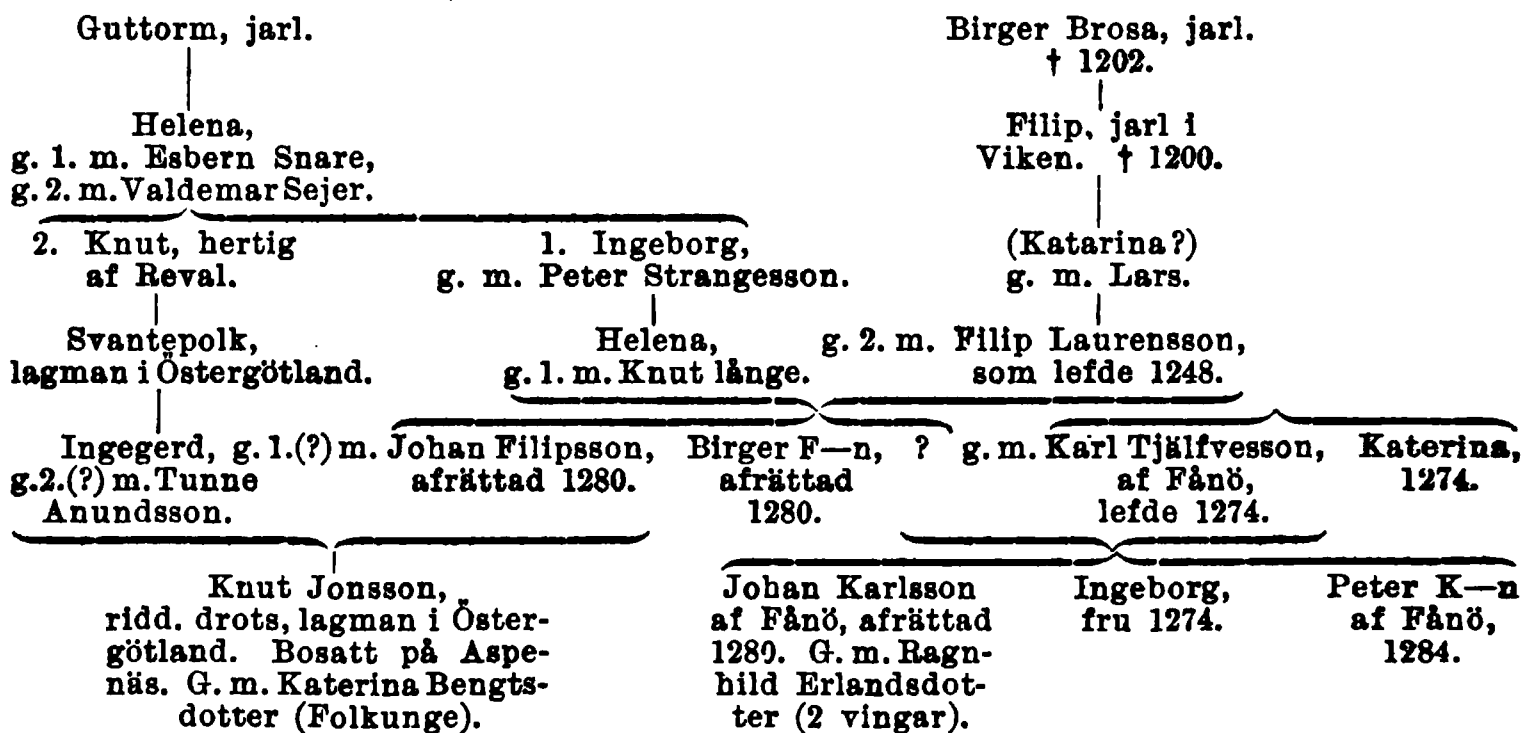 Guttorm, jarl.
Birger Brosa, jarl.
† 1202.
Helena,
g. 1. m. Esbern Snare,
g. 2. m. Valdemar Sejer.
Filip, jarl i
Viken. † 1200.
2. Knut, hertig
af Reval.
1. Ingeborg,
g. m. Peter Strangesson.
(Katarina?)
g. m. Lars.
Svantepolk,
lagman i Östergötland.
Helena,
g. 1. m. Knut långe.
g. 2. m. Filip Laurensson,
som lefde 1248.
Ingegerd, g. 1.(?) m. Johan Filipsson,
g. 2.(?) m. Tunne
Anundsson.
afrättad 1280.
Birger F—n,
afrättad
1280.
? g. m. Karl Tjälfvesson,
af Fånö,
lefde 1274.
Katerina,
1274.
Knut Jonsson,
ridd. drots, lagman i Öster-
götland. Bosatt på Aspe-
näs. G. m. Katerina Bengts-
dotter (Folkunge).
Johan Karlsson
af Fånö, afrättad
1280. G. m. Ragn-
hild Erlandsdot-
ter (2 vingar).
Ingeborg,
fru 1274.
Peter K—n
af Fånö,
1284.